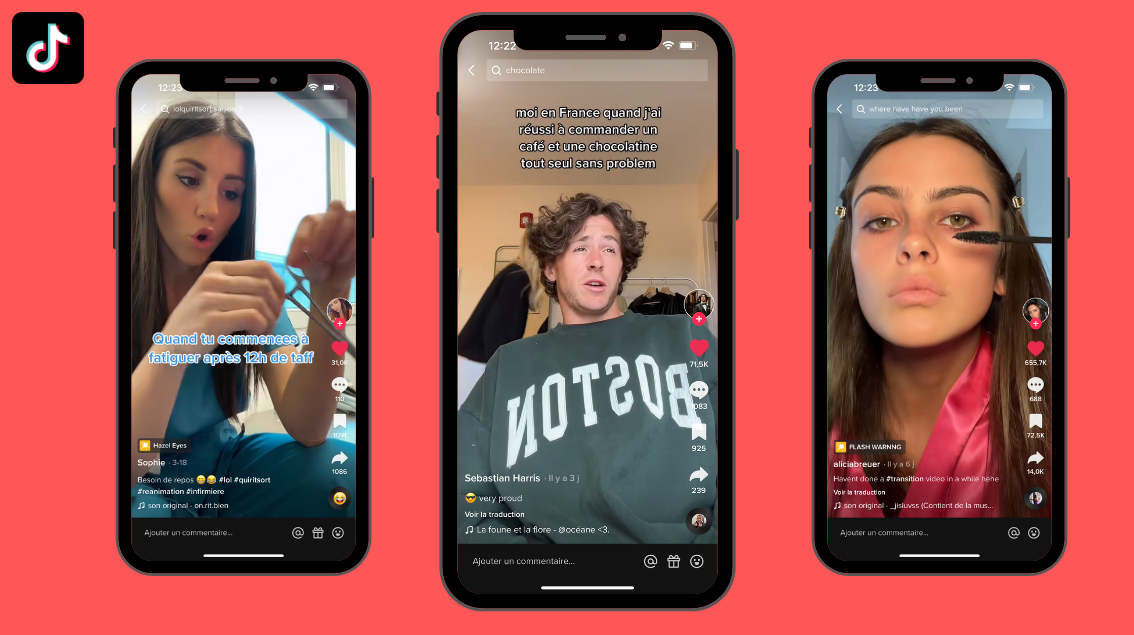 12:23
lolquiritsort saison 2
Quand tu commences à
fatiguer après 12h de taff
31,0K
110
1091
1086
Hazel Eyes
Sophie · 3-18
Besoin de repos 😁😂 #lol #quiritsort
#reanimation #infirmiere
son original - on.rit.bien
Ajouter un commentaire...
12:22
chocolate
moi en France quand j'ai
réussi à commander un
café et une chocolatine
tout seul sans problem
BOSTON
71,5K
1083
925
239
Sebastian Harris · Il y a 3 j
😎 very proud
Voir la traduction
La foune et la flore - @océane <3.
Ajouter un commentaire...
12:23
where have have you been
655,7K
688
72,5K
14,0K
FLASH WARNNG
aliciabreuer · Il y a 6 j
Havent done a #transition video in a while hehe
Voir la traduction
son original - _jisluvss (Contient de la mus...
Ajouter un commentaire...